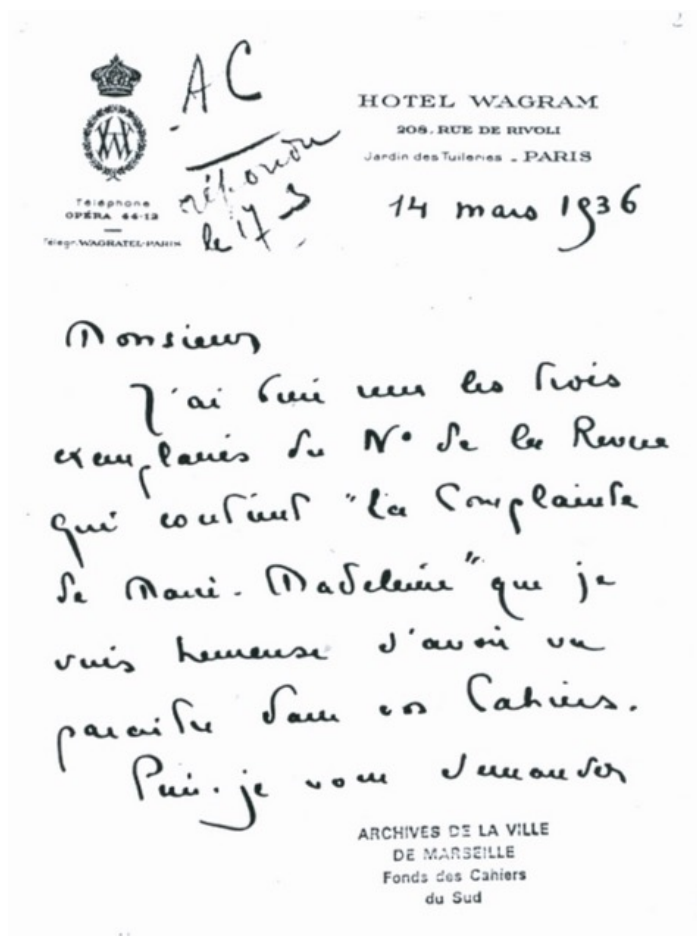 AC
répondu
le 17-3
HOTEL WAGRAM
208, RUE DE RIVOLI
Jardin des Tuileries - PARIS
Téléphone
OPÉRA 44-12
Télégr. WAGRATEL-PARIS
14 mars 1936
Monsieur
J'ai bien reçu les trois
exemplaires du N° de la Revue
qui contient "la Complainte
de Marie-Madeleine" que je
suis heureuse d'avoir vu
paraître dans vos Cahiers.
Puis-je vous demander
ARCHIVES DE LA VILLE
DE MARSEILLE
Fonds des Cahiers
du Sud